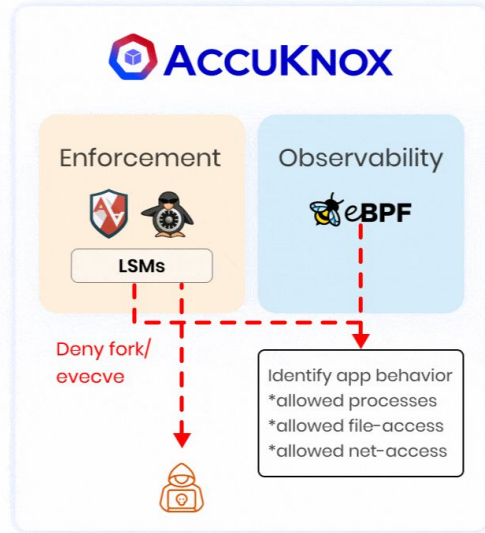 ACCUKNOX
Enforcement
Observability
eBPF
LSMs
Deny fork/
evecve
Identify app behavior
*allowed processes
*allowed file-access
*allowed net-access